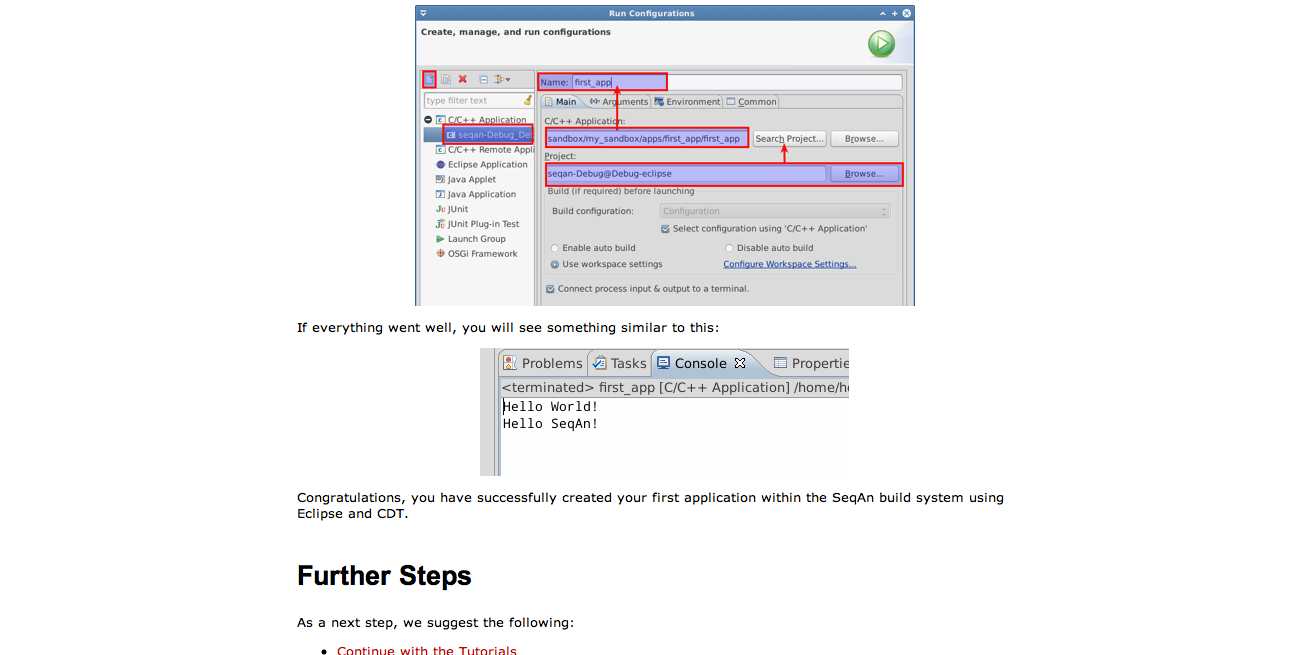 Run Configurations
Create, manage, and run configurations
Name: first_app
type filter text
Main Arguments Environment Common
C/C++ Application
C/C++ Application:
seqan-Debug_De
sandbox/my_sandbox/apps/first_app/first_app Search Project... Browse...
C/C++ Remote Appli
Project:
Eclipse Application
Java Applet
seqan-Debug@Debug-eclipse Browse...
Java Application
Build (if required) before launching
JUnit
Build configuration: Configuration
JUnit Plug-in Test
Select configuration using 'C/C++ Application'
Launch Group
Enable auto build Disable auto build
OSGi Framework
Use workspace settings Configure Workspace Settings...
Connect process input & output to a terminal.
If everything went well, you will see something similar to this:
Problems Tasks Console Propertie
<terminated> first_app [C/C++ Application] /home/h
Hello World!
Hello SeqAn!
Congratulations, you have successfully created your first application within the SeqAn build system using
Eclipse and CDT.
Further Steps
As a next step, we suggest the following:
• Continue with the Tutorials